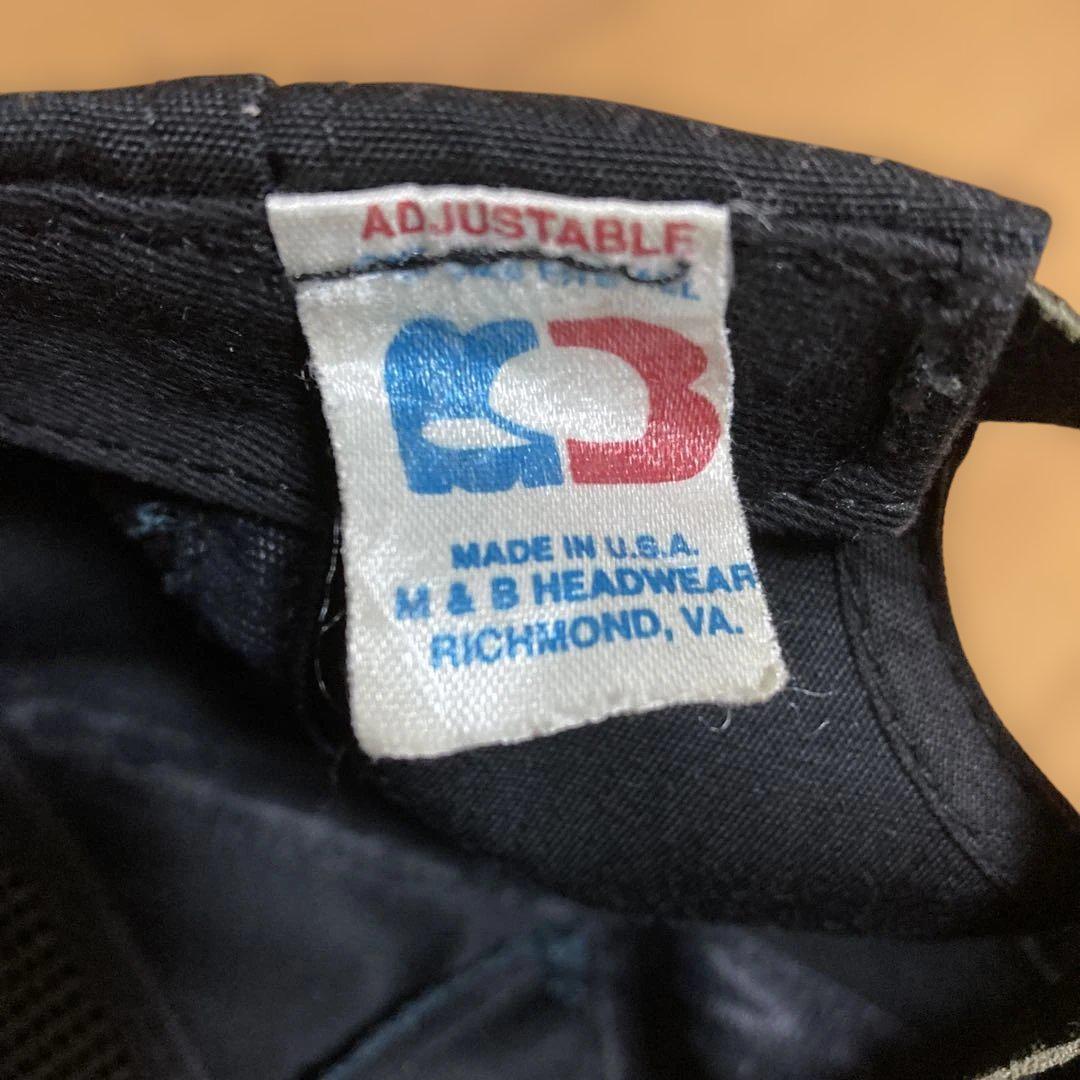 ADJUSTABLE
MADE IN U.S.A.
M & B HEADWEAR
RICHMOND, VA.